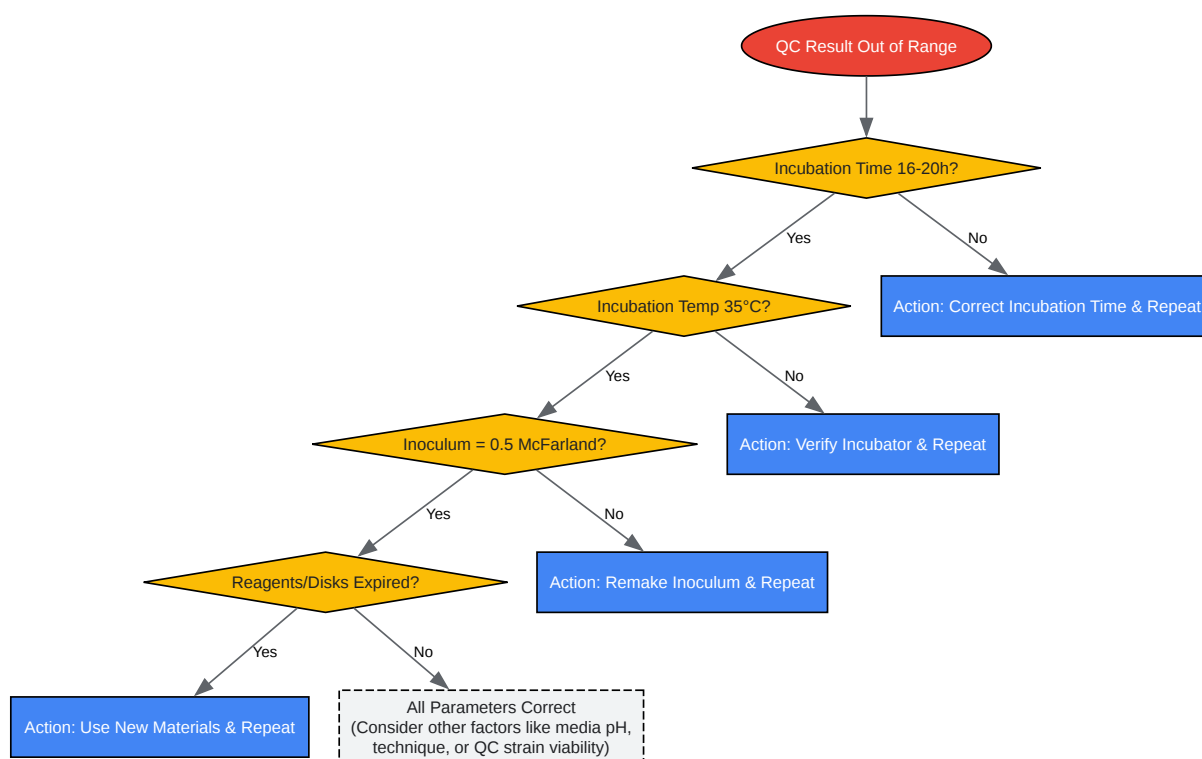 QC Result Out of Range
Incubation Time 16-20h?
Yes
No
Incubation Temp 35°C?
Action: Correct Incubation Time & Repeat
Yes
No
Inoculum = 0.5 McFarland?
Action: Verify Incubator & Repeat
Yes
No
Reagents/Disks Expired?
Action: Remake Inoculum & Repeat
Yes
No
Action: Use New Materials & Repeat
All Parameters Correct
(Consider other factors like media pH,
technique, or QC strain viability)